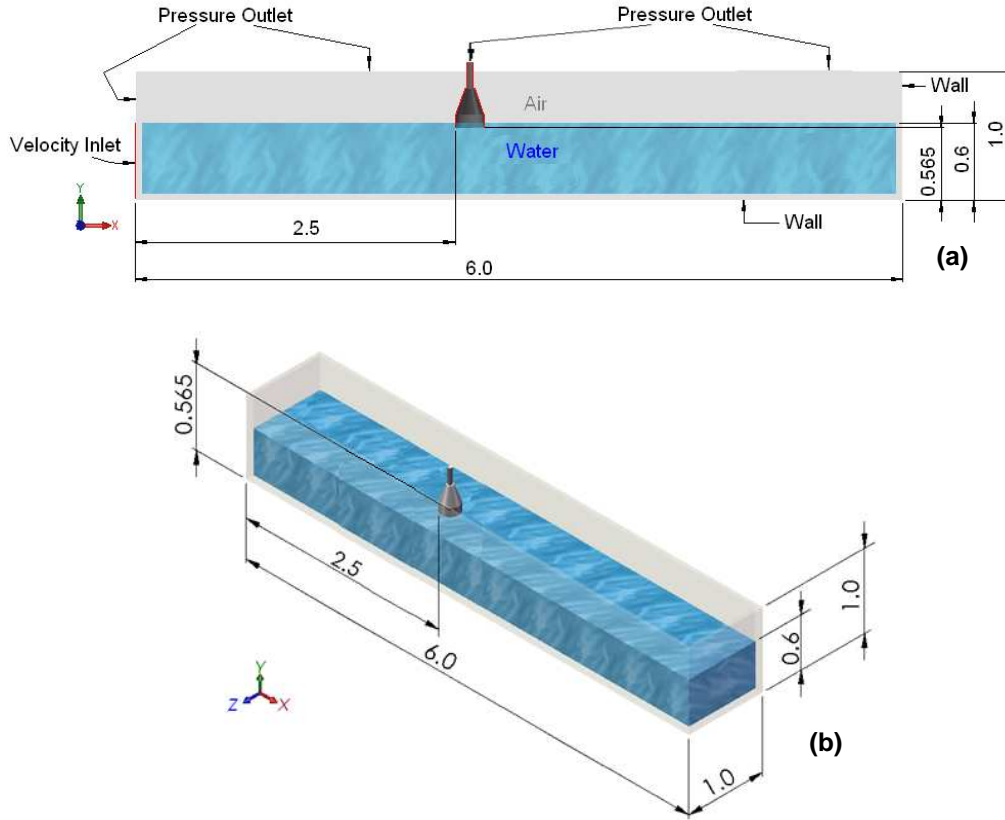 Pressure Outlet
Pressure Outlet
Wall
Air
Velocity Inlet
Water
0.565
0.6
1.0
Y
X
2.5
Wall
(a)
6.0
0.565
2.5
6.0
1.0
0.6
Y
Z
X
(b)
1.0